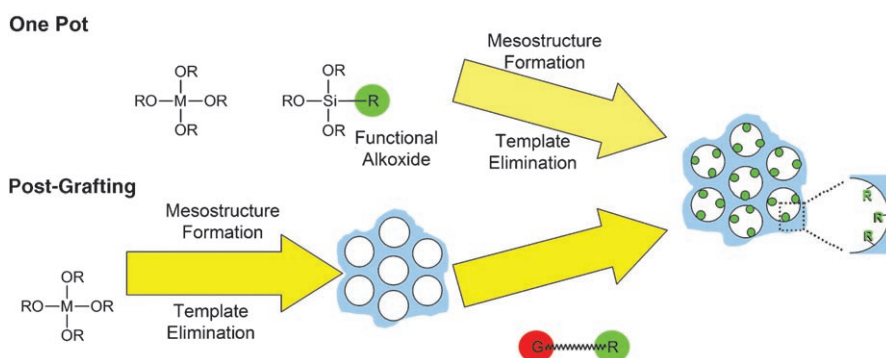 One Pot
OR
RO—M—OR
OR
OR
RO—Si—R
OR
Functional
Alkoxide
Mesostructure
Formation
Template
Elimination
R
R
R
Post-Grafting
OR
RO—M—OR
OR
Mesostructure
Formation
Template
Elimination
G R